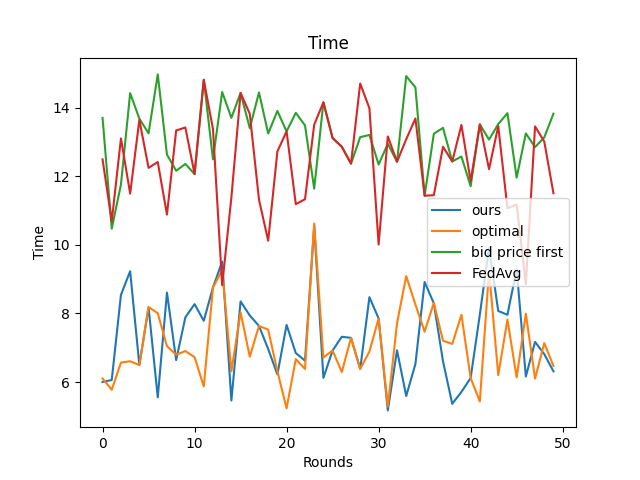 Time
Time
14
12
10
8
6
ours
optimal
bid price first
FedAvg
0 10 20 30 40 50
Rounds